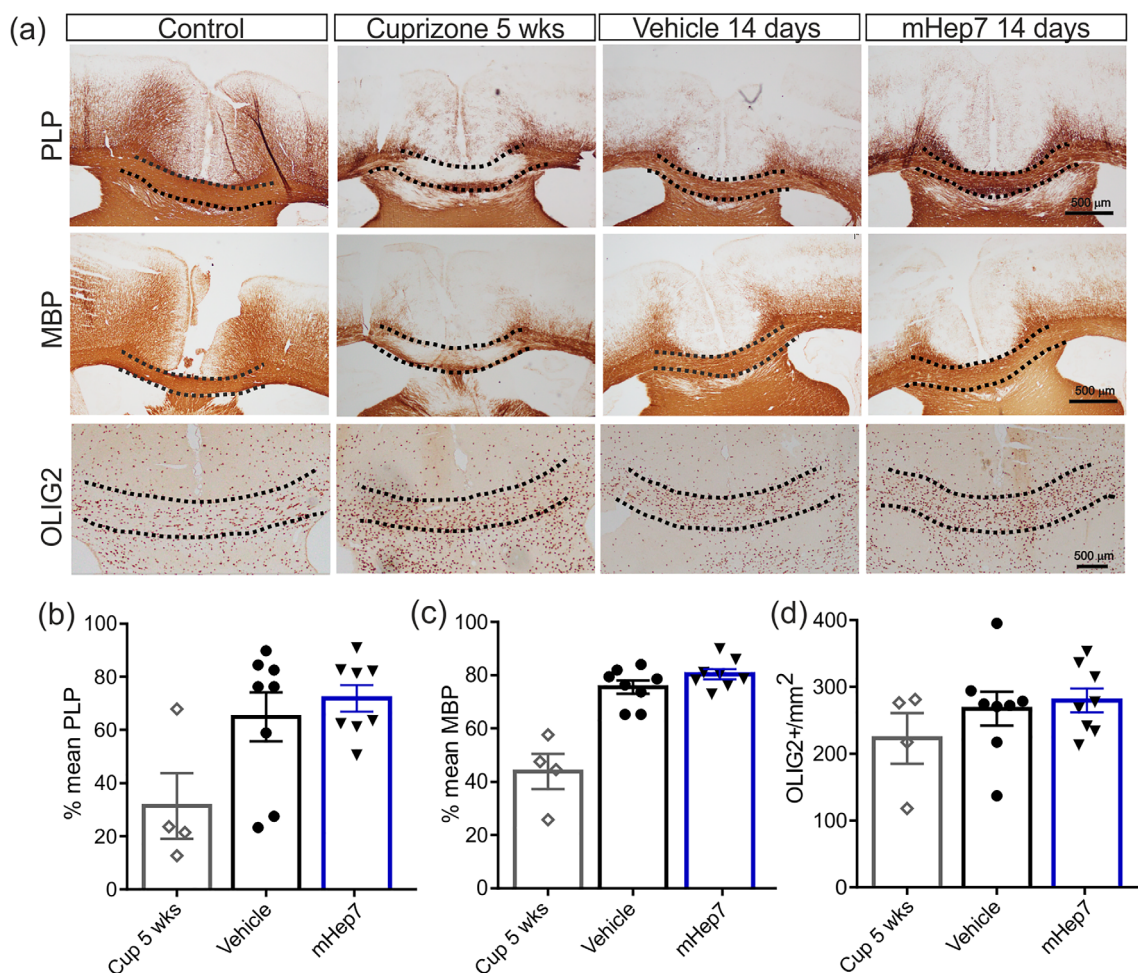 (a)
Control
Cuprizone 5 wks
Vehicle 14 days
mHep7 14 days
PLP
500 μm
MBP
500 μm
OLIG2
500 μm
(b)
% mean PLP
100
80
60
40
20
0
Cup 5 wks
Vehicle
mHep7
(c)
% mean MBP
100
80
60
40
20
0
Cup 5 wks
Vehicle
mHep7
(d)
OLIG2+/mm²
400
300
200
100
0
Cup 5 wks
Vehicle
mHep7